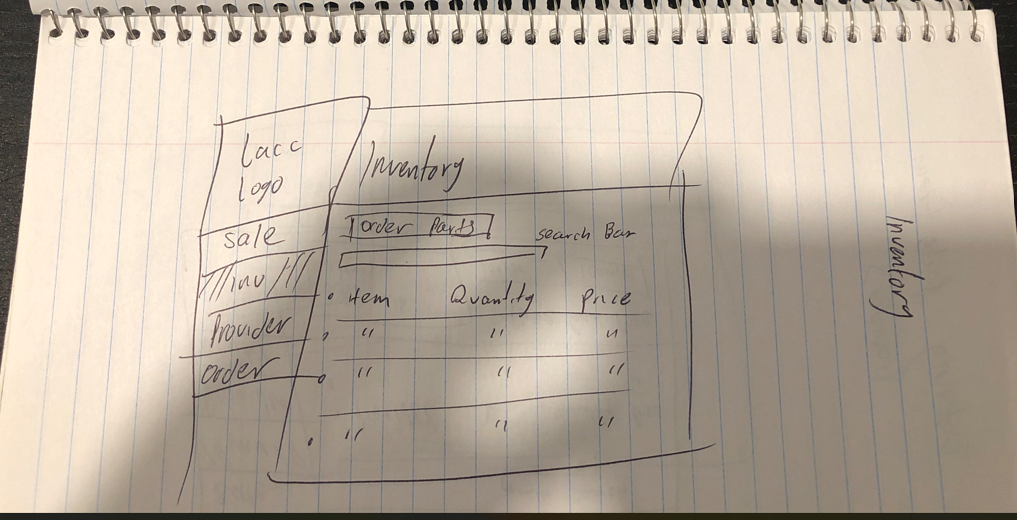 lacc
logo
Inventory
sale
order Parts
search Bar
inv
item Quantity Price
Provider
" " "
order
" " "
" " "
Inventory